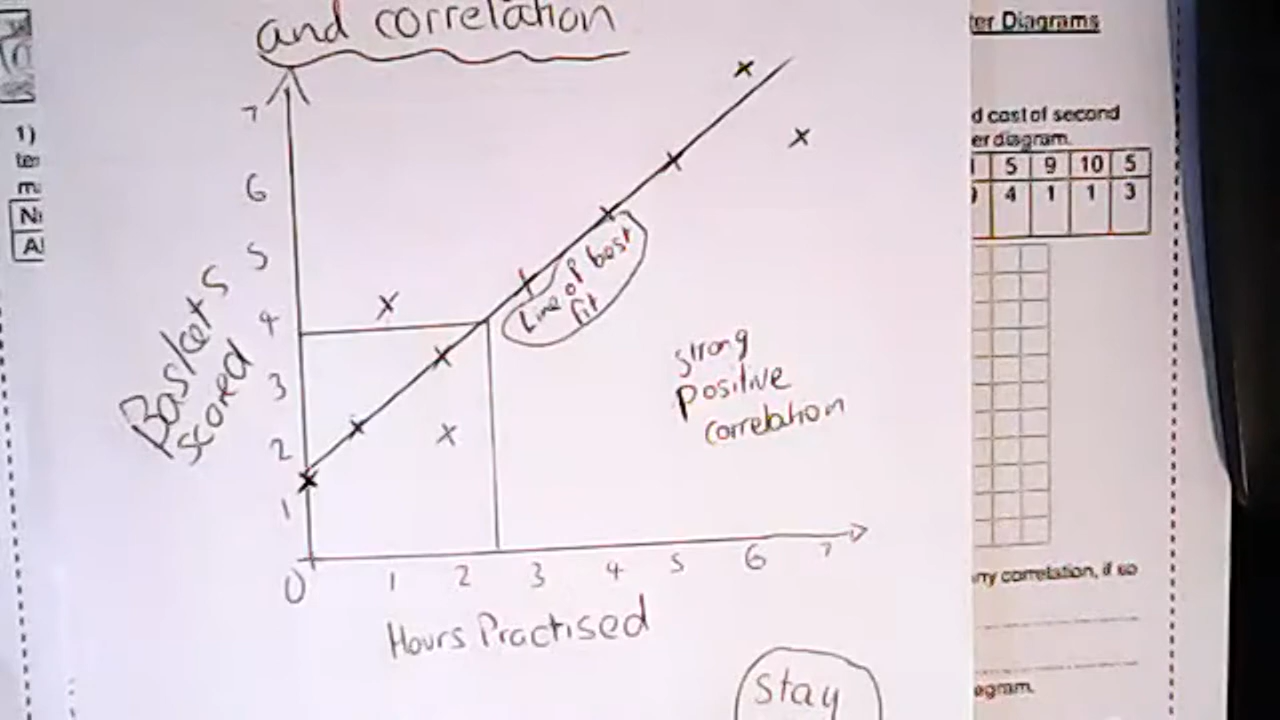 and correlation
ter Diagrams
7
6
5
4
3
2
1
0
Baskets
scored
Line of best
fit
strong
positive
correlation
1 2 3 4 5 6 7
Hours Practised
Stay
1)
d cost of second
er diagram.
5 9 10 5
4 1 1 3
correlation, if so